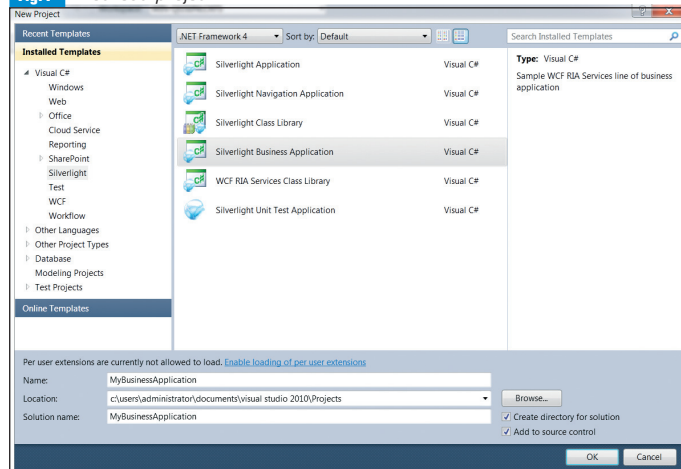 New Project
Recent Templates
Installed Templates
Visual C#
Windows
Web
Office
Cloud Service
Reporting
SharePoint
Silverlight
Test
WCF
Workflow
Other Languages
Other Project Types
Database
Modeling Projects
Test Projects
Online Templates
.NET Framework 4 Sort by: Default
Silverlight Application Visual C#
Silverlight Navigation Application Visual C#
Silverlight Class Library Visual C#
Silverlight Business Application Visual C#
WCF RIA Services Class Library Visual C#
Silverlight Unit Test Application Visual C#
Search Installed Templates
Type: Visual C#
Sample WCF RIA Services line of business
application
Per user extensions are currently not allowed to load. Enable loading of per user extensions
Name: MyBusinessApplication
Location: c:\users\administrator\documents\visual studio 2010\Projects Browse...
Solution name: MyBusinessApplication Create directory for solution
Add to source control
OK Cancel